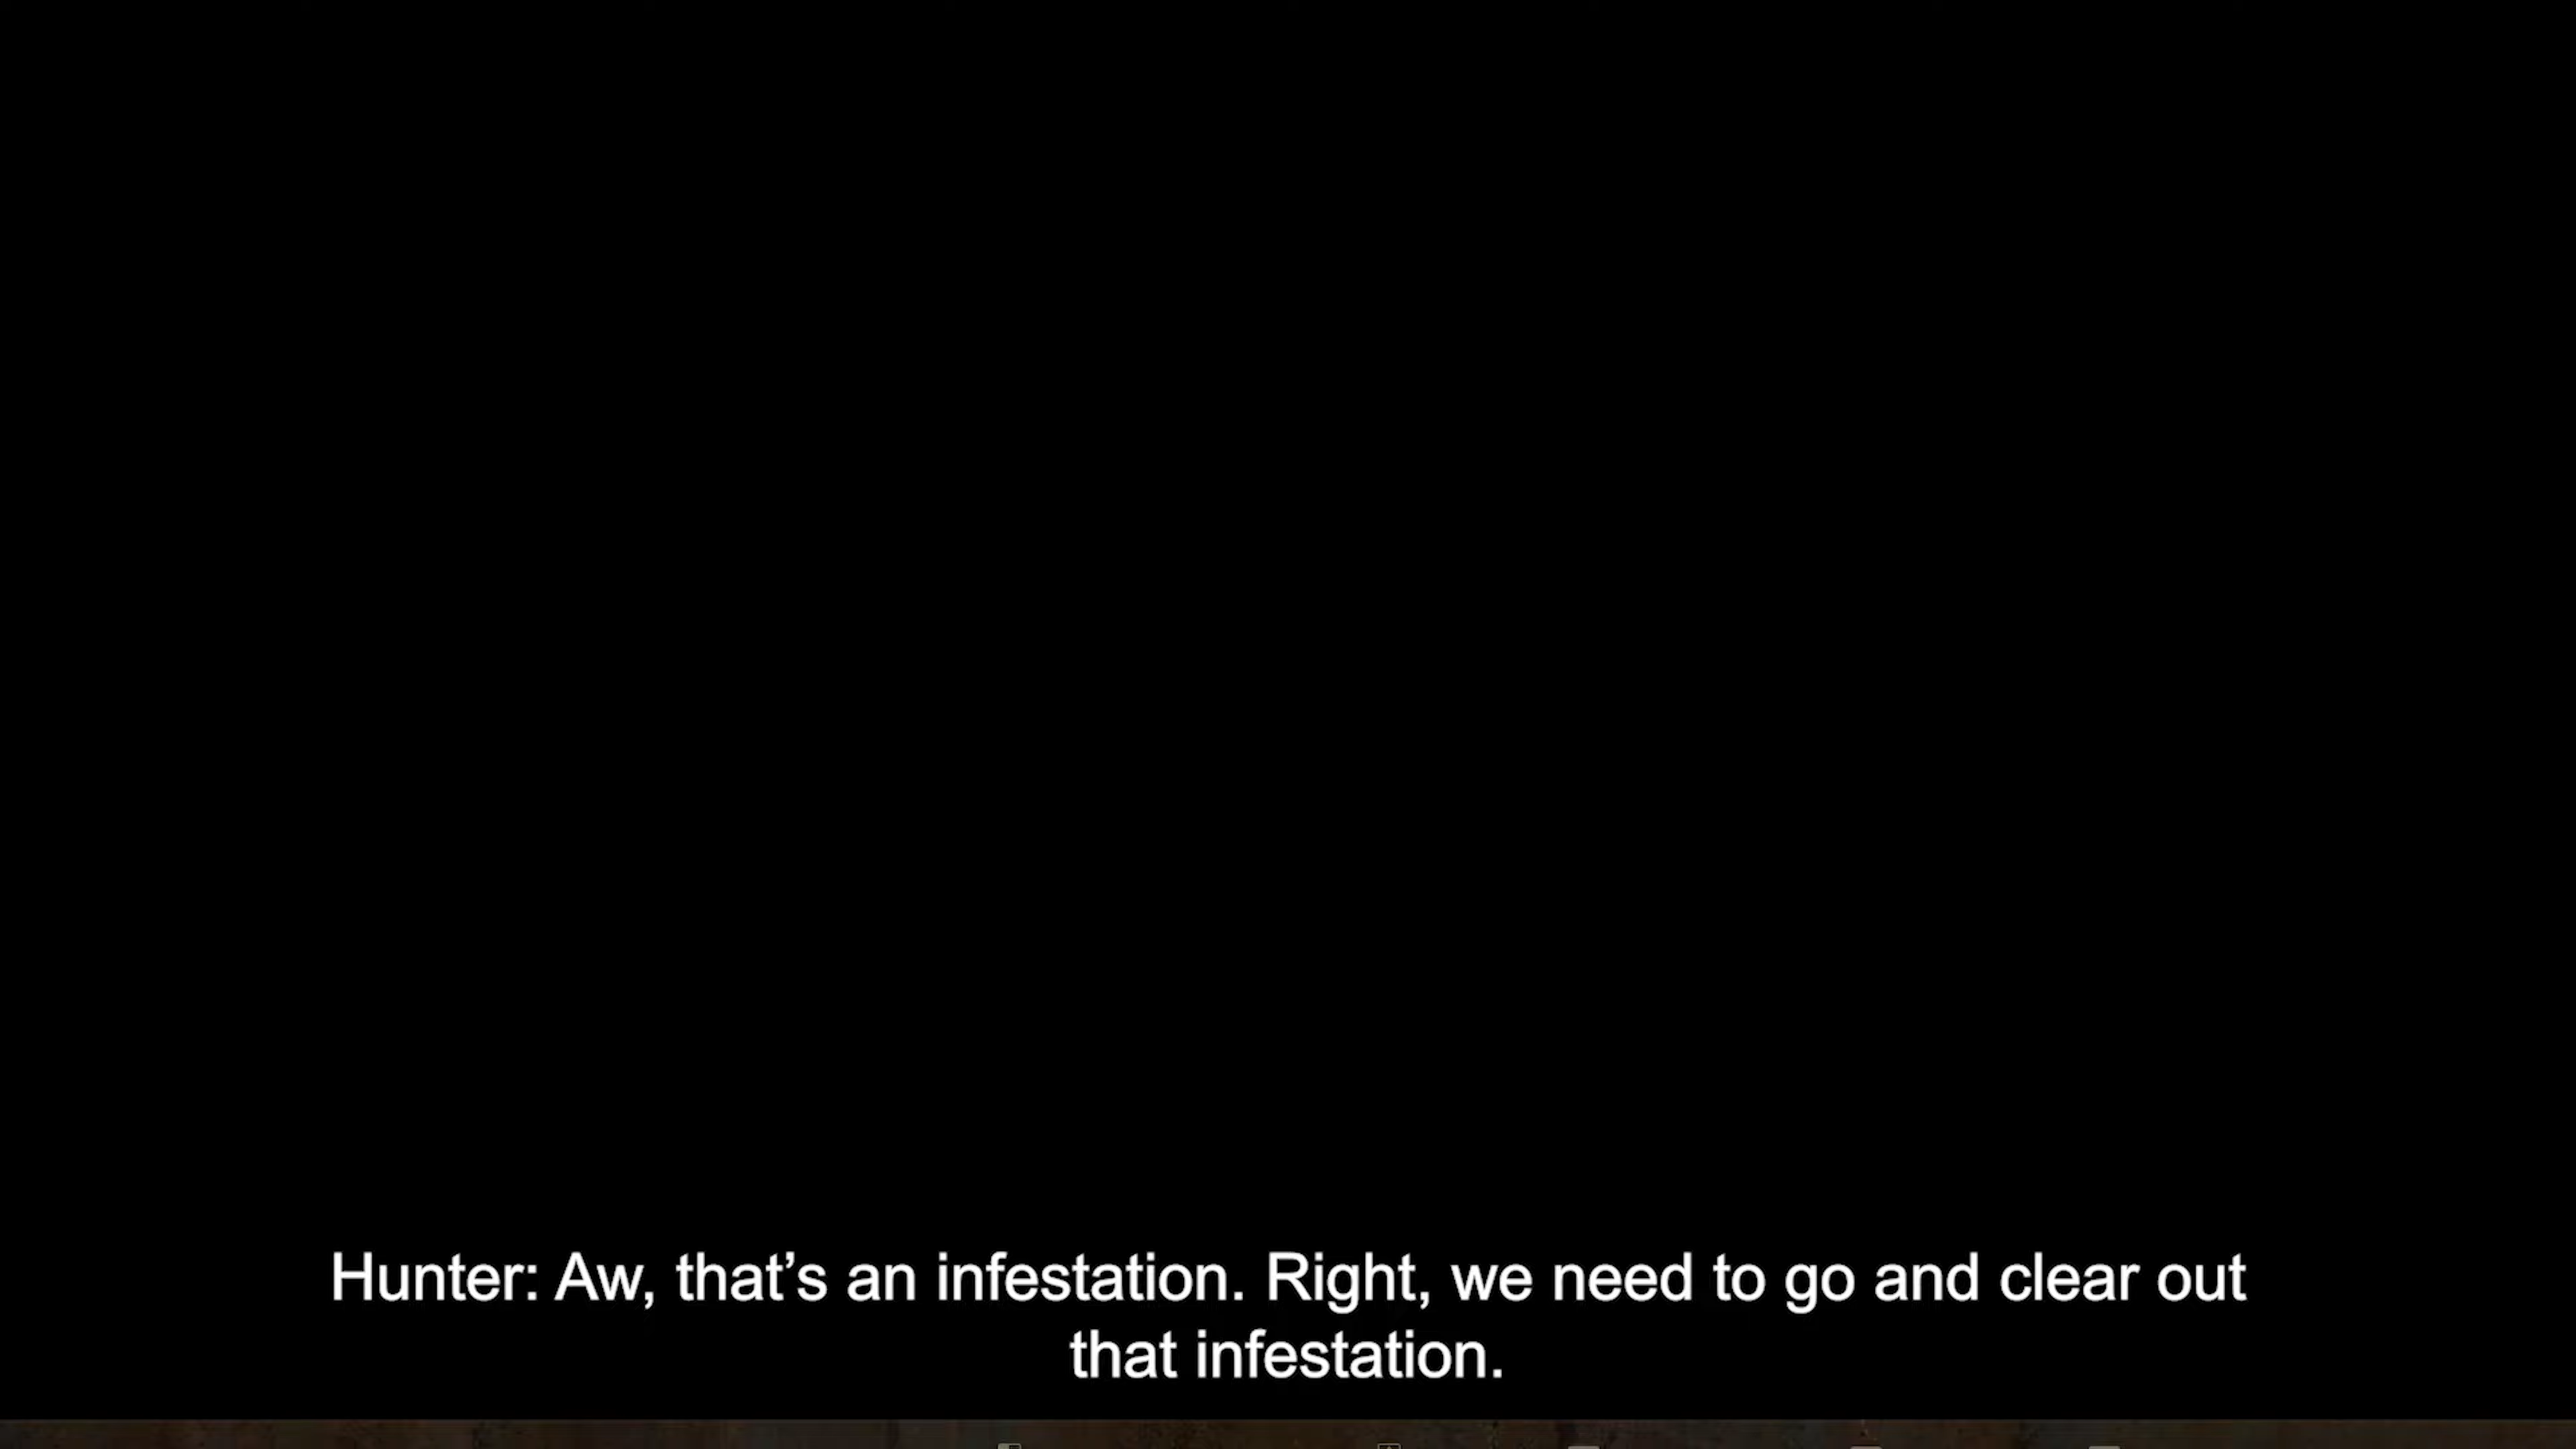 Hunter: Aw, that’s an infestation. Right, we need to go and clear out
that infestation.